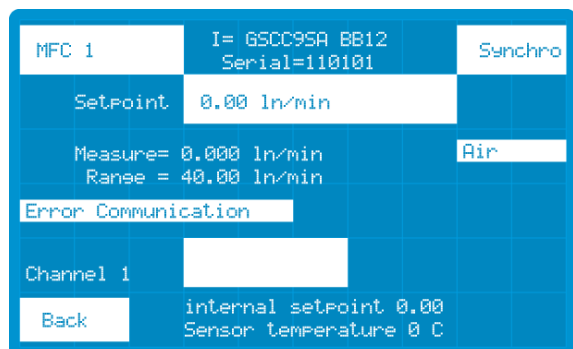 MFC 1
I= GSCC9SA BB12
Serial=110101
Synchro
Setpoint
0.00 ln/min
Measure= 0.000 ln/min
Air
Range = 40.00 ln/min
Error Communication
Channel 1
Back
internal setpoint 0.00
Sensor temperature 0 C